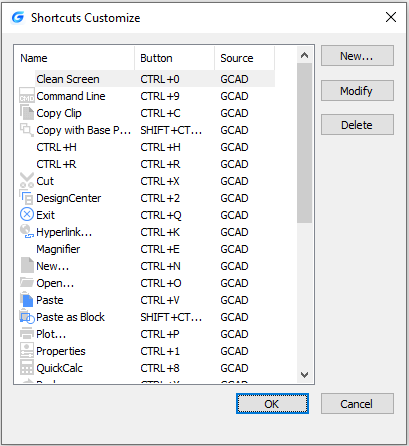 Shortcuts Customize
Name Button Source
Clean Screen CTRL+0 GCAD
Command Line CTRL+9 GCAD
Copy Clip CTRL+C GCAD
Copy with Base P... SHIFT+CT... GCAD
CTRL+H CTRL+H GCAD
CTRL+R CTRL+R GCAD
Cut CTRL+X GCAD
DesignCenter CTRL+2 GCAD
Exit CTRL+Q GCAD
Hyperlink... CTRL+K GCAD
Magnifier CTRL+E GCAD
New... CTRL+N GCAD
Open... CTRL+O GCAD
Paste CTRL+V GCAD
Paste as Block SHIFT+CT... GCAD
Plot... CTRL+P GCAD
Properties CTRL+1 GCAD
QuickCalc CTRL+8 GCAD
New...
Modify
Delete
OK Cancel